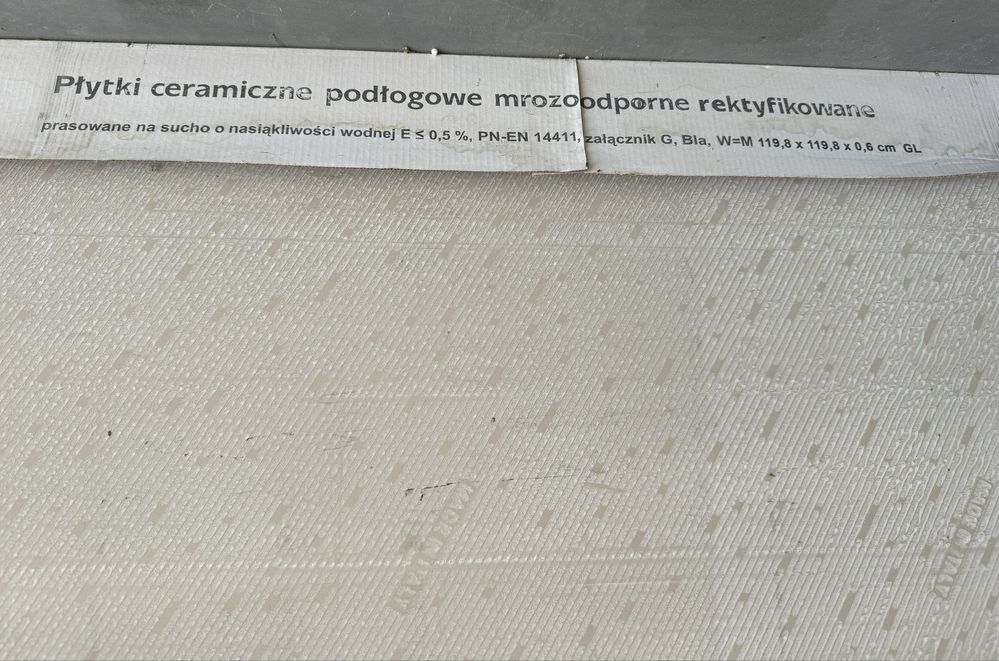 Płytki ceramiczne podłogowe mrozoodporne rektyfikowane
prasowane na sucho o nasiąkliwości wodnej E ≤ 0,5 %, PN-EN 14411, załącznik G, BIa, W=M 119,8 x 119,8 x 0,6 cm GL